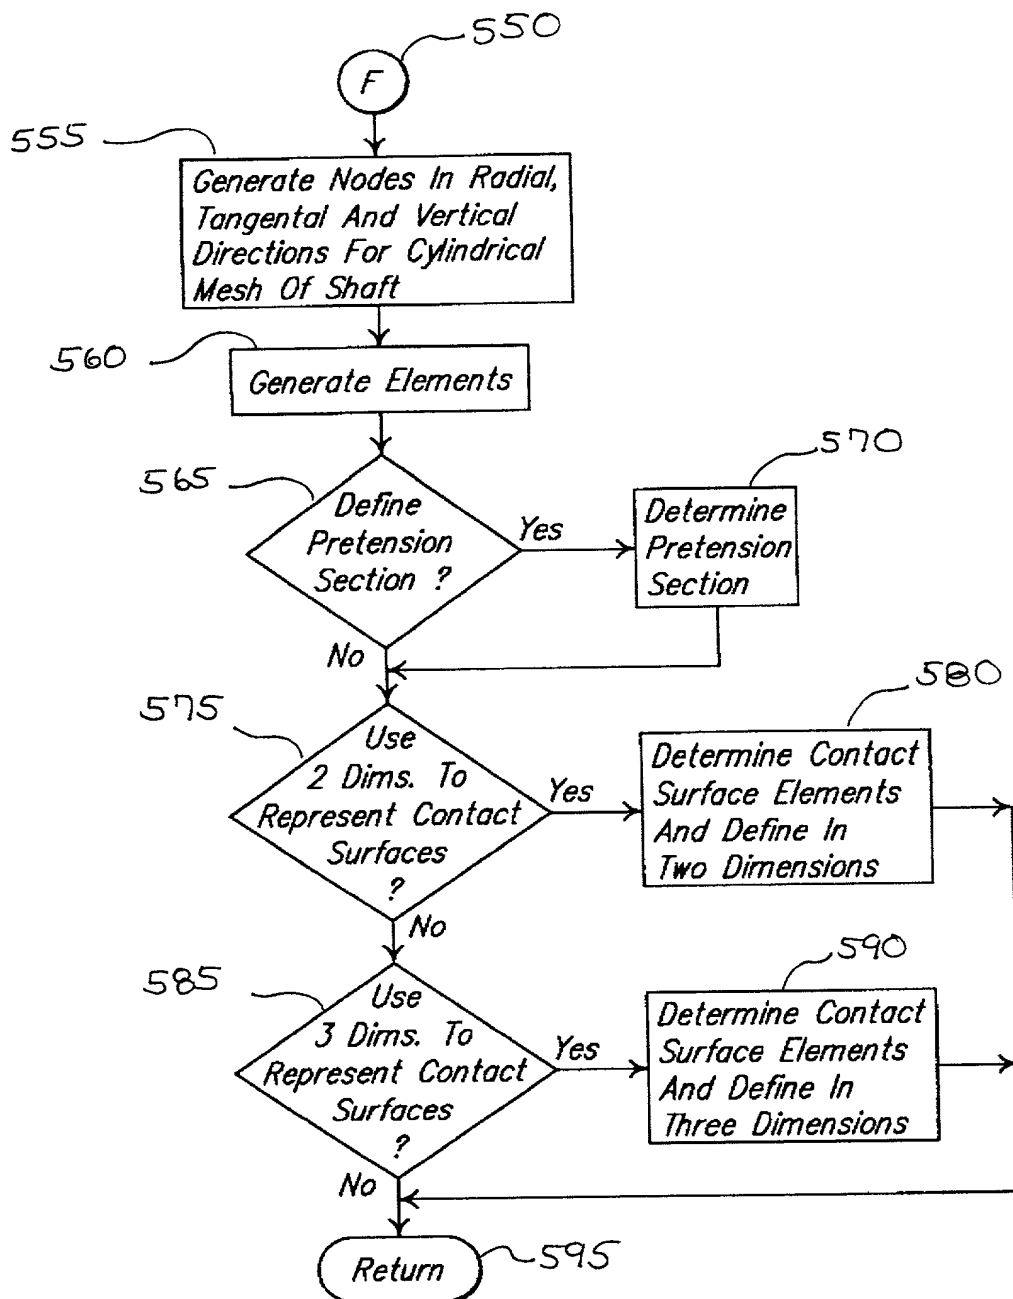 550
F
555
Generate Nodes In Radial,
Tangental And Vertical
Directions For Cylindrical
Mesh Of Shaft
560
Generate Elements
565
Define
Pretension
Section ?
Yes
570
Determine
Pretension
Section
No
575
Use
2 Dims. To
Represent Contact
Surfaces
?
Yes
580
Determine Contact
Surface Elements
And Define In
Two Dimensions
No
585
Use
3 Dims. To
Represent Contact
Surfaces
?
Yes
590
Determine Contact
Surface Elements
And Define In
Three Dimensions
No
Return
595